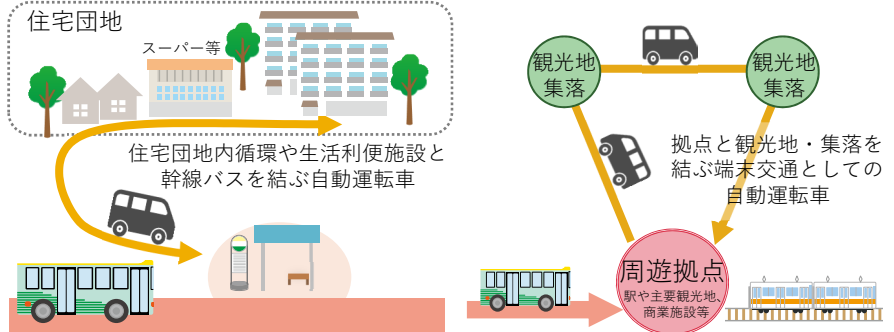 住宅団地
スーパー等
住宅団地内循環や生活利便施設と
幹線バスを結ぶ自動運転車
観光地
集落
観光地
集落
拠点と観光地・集落を
結ぶ端末交通としての
自動運転車
周遊拠点
駅や主要観光地、
商業施設等